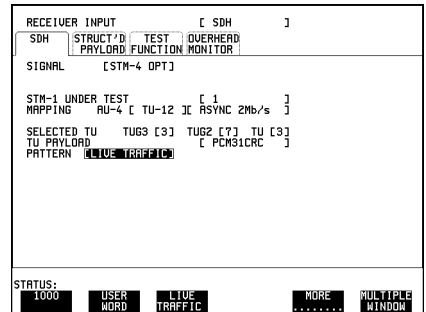 RECEIVER INPUT [ SDH ]
SDH STRUCT'D PAYLOAD TEST FUNCTION OVERHEAD MONITOR
SIGNAL [STM-4 OPT]
STM-1 UNDER TEST [ 1 ]
MAPPING AU-4 [ TU-12 ][ ASYNC 2Mb/s ]
SELECTED TU TUG3 [3] TUG2 [7] TU [3]
TU PAYLOAD [ PCM31CRC ]
PATTERN [LIVE TRAFFIC]
STATUS:
1000 USER WORD LIVE TRAFFIC MORE ........ MULTIPLE WINDOW